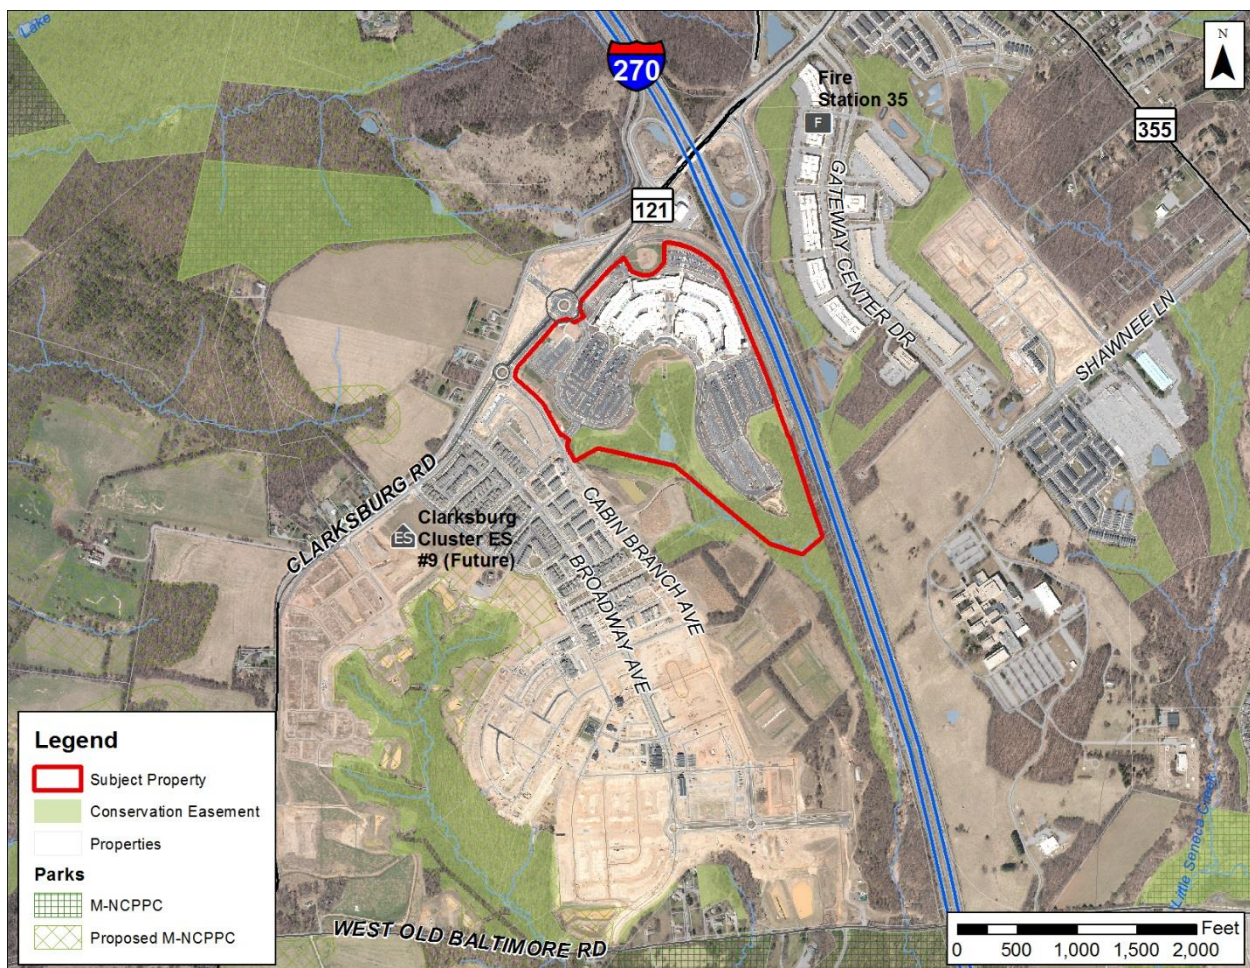 Lake
270
N
Fire
Station 35
F
355
121
GATEWAY CENTER DR
SHAWNEE LN
CLARKSBURG RD
ES
Clarksburg
Cluster ES
#9 (Future)
CABIN BRANCH AVE
BROADWAY AVE
Little Seneca Creek
WEST OLD BALTIMORE RD
Legend
Subject Property
Conservation Easement
Properties
Parks
M-NCPPC
Proposed M-NCPPC
Feet
0 500 1,000 1,500 2,000